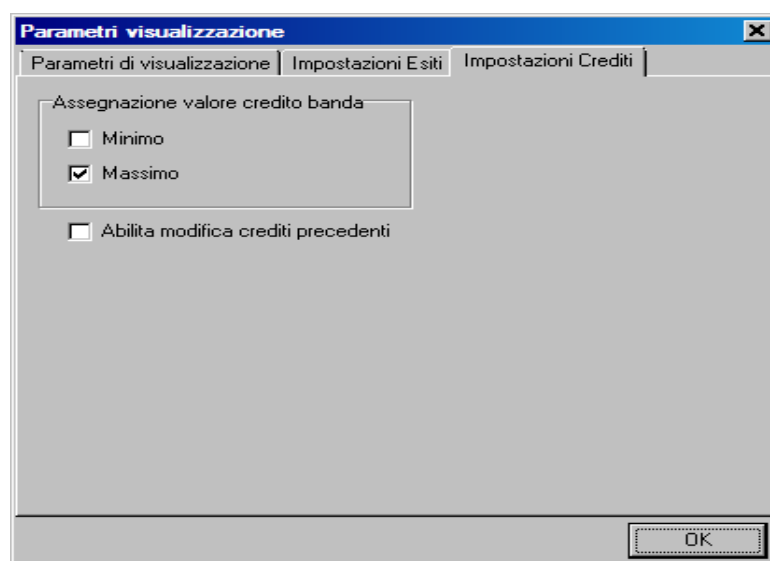 Parametri visualizzazione
Parametri di visualizzazione Impostazioni Esiti Impostazioni Crediti
Assegnazione valore credito banda
Minimo
Massimo
Abilita modifica crediti precedenti
OK